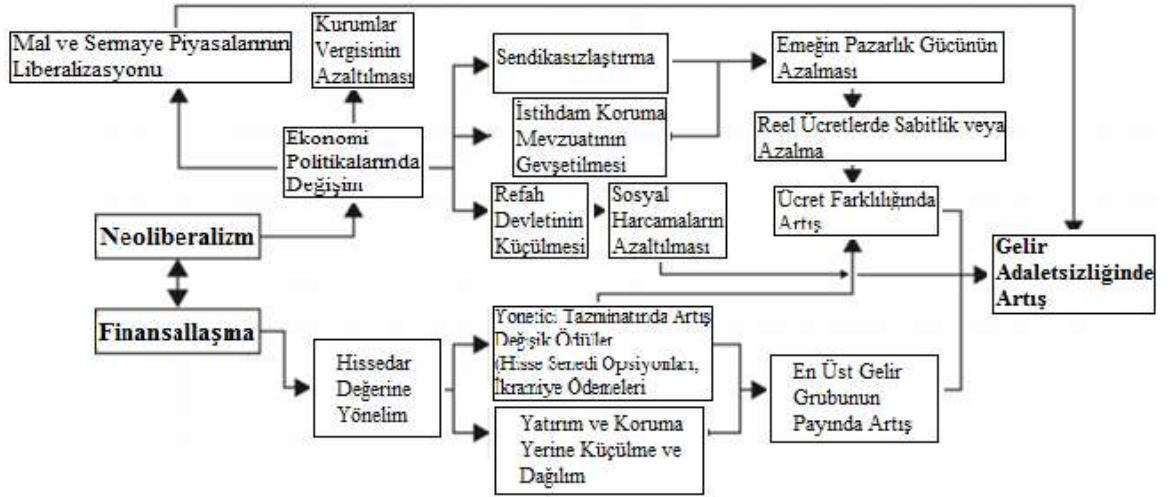 Mal ve Sermaye Piyasalarının
Liberalizasyonu
Kurumlar
Vergisinin
Azaltılması
Sendikasızlaştırma
Emeğin Pazarlık Gücünün
Azalması
İstihdam Koruma
Mevzuatının
Gevşetilmesi
Reel Ücretlerde Sabitlik veya
Azalma
Ekonomi
Politikalarında
Değişim
Refah
Devletinin
Küçülmesi
Sosyal
Harcamaların
Azaltılması
Ücret Farklılığında
Artış
Neoliberalizm
Gelir
Adaletsizliğinde
Artış
Finansallaşma
Yönetici Tazminatında Artış
Değişik Ödüller
(Hisse Senedi Opsiyonları,
İkramiye Ödemeleri
Hissedar
Değerine
Yönelim
En Üst Gelir
Grubunun
Payında Artış
Yatırım ve Koruma
Yerine Küçülme ve
Dağılım